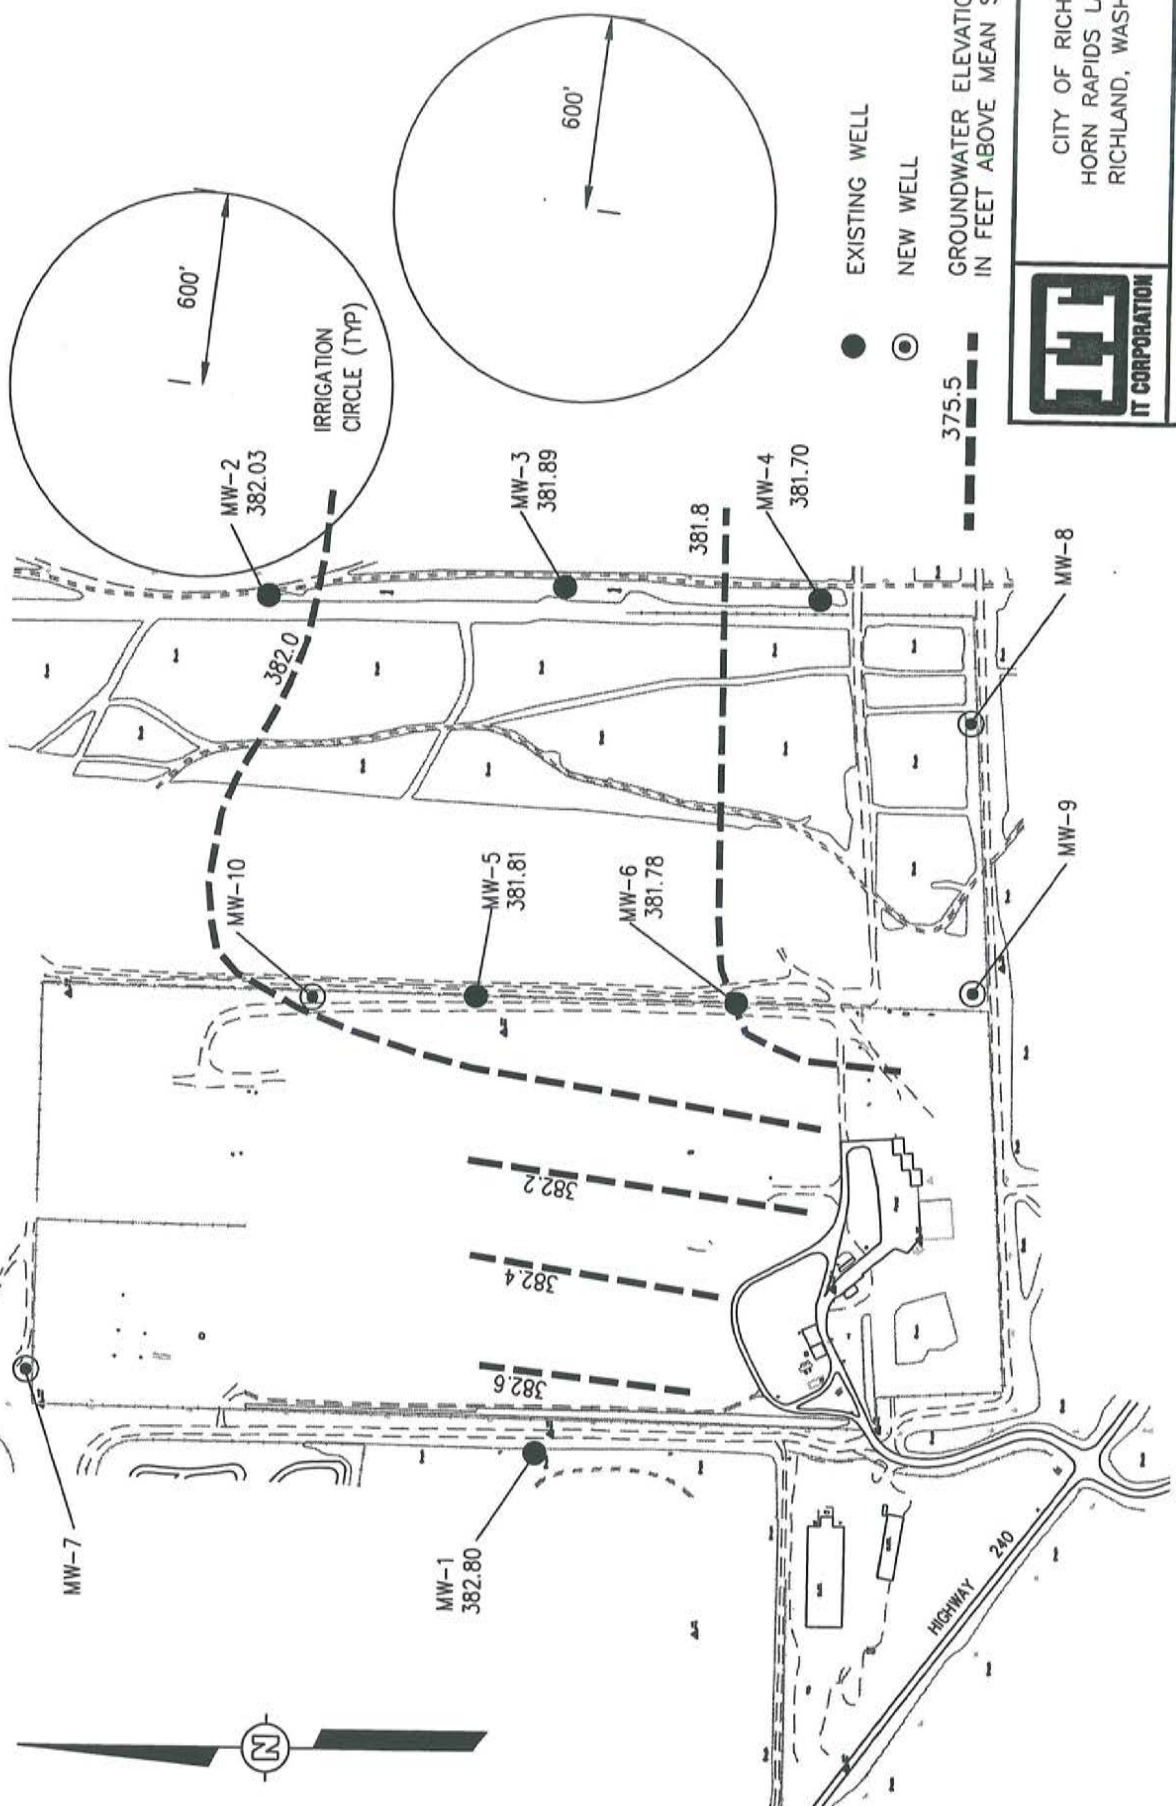 600'
600'
IRRIGATION
CIRCLE (TYP)
MW-2
382.03
MW-3
381.89
MW-4
381.70
381.8
382.0
MW-10
MW-5
381.81
MW-6
381.78
MW-8
MW-9
382.2
382.4
382.6
MW-7
MW-1
382.80
HIGHWAY 240
N
EXISTING WELL
NEW WELL
375.5
GROUNDWATER ELEVATIO
IN FEET ABOVE MEAN S
IT CORPORATION
CITY OF RICH
HORN RAPIDS LA
RICHLAND, WASH